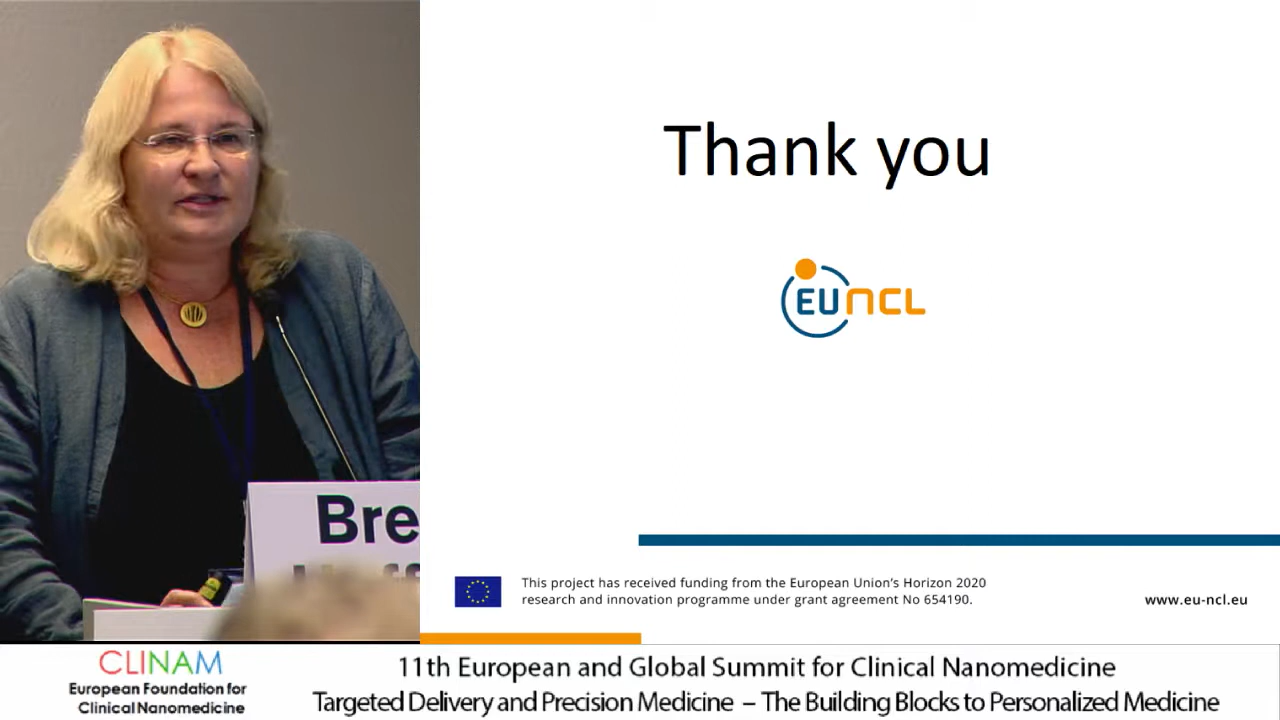 Thank you
EUNCL
Bre
This project has received funding from the European Union's Horizon 2020
research and innovation programme under grant agreement No 654190.
www.eu-ncl.eu
CLINAM
European Foundation for
Clinical Nanomedicine
11th European and Global Summit for Clinical Nanomedicine
Targeted Delivery and Precision Medicine – The Building Blocks to Personalized Medicine